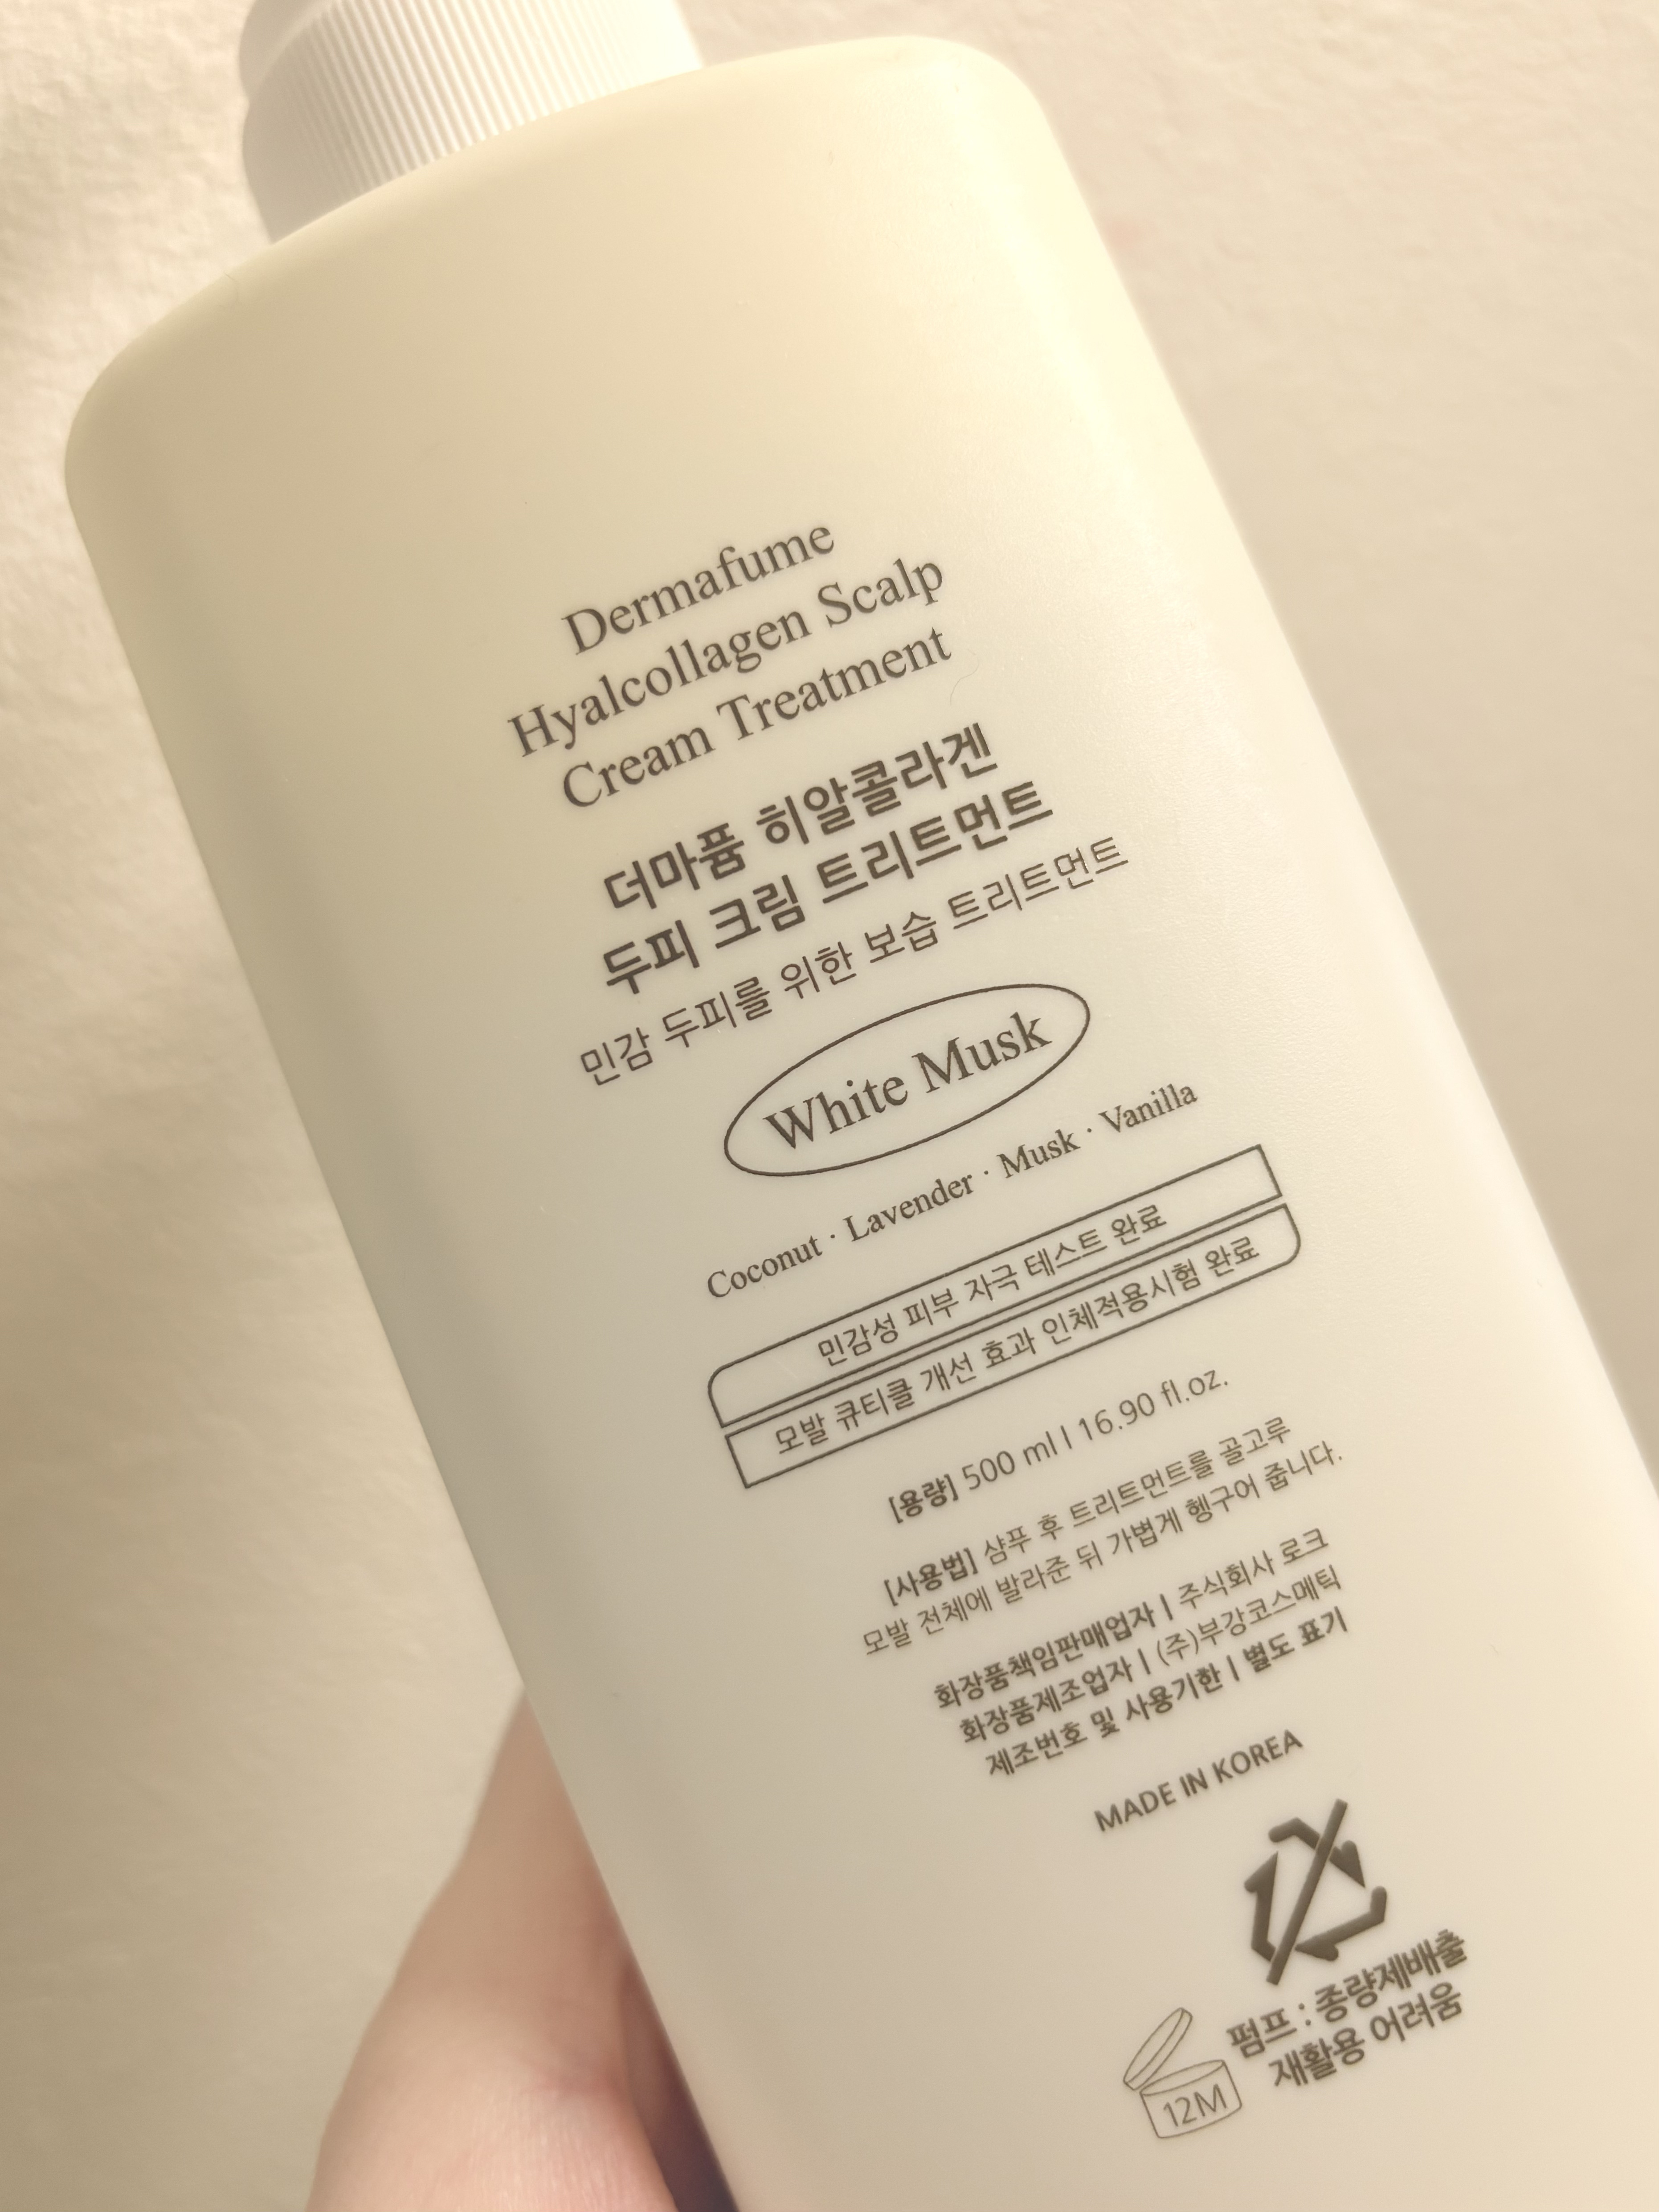 Dermafume
Hyalcollagen Scalp
Cream Treatment
더마퓸 히알콜라겐
두피 크림 트리트먼트
민감 두피를 위한 보습 트리트먼트
White Musk
Coconut · Lavender · Musk · Vanilla
민감성 피부 자극 테스트 완료
모발 큐티클 개선 효과 인체적용시험 완료
[용량] 500 ml l 16.90 fl.oz.
[사용법] 샴푸 후 트리트먼트를 골고루
모발 전체에 발라준 뒤 가볍게 헹구어 줍니다.
화장품책임판매업자 | 주식회사 로크
화장품제조업자 | (주)부강코스메틱
제조번호 및 사용기한 | 별도 표기
MADE IN KOREA
펌프 : 종량제배출
재활용 어려움
12M